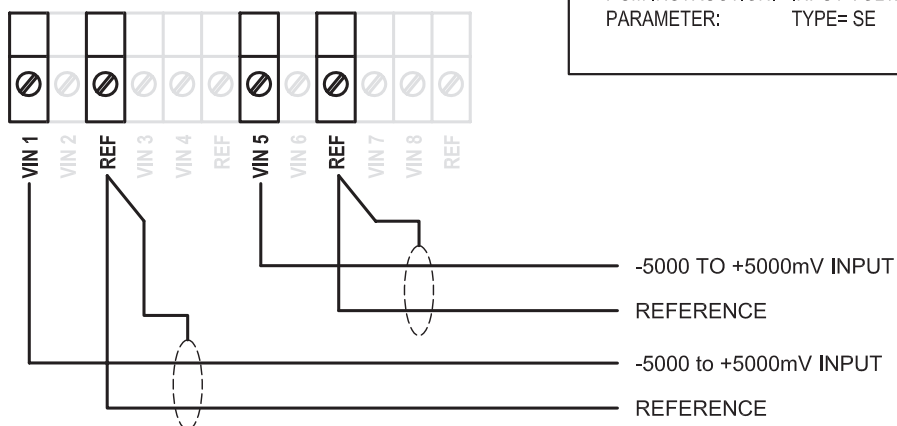 PARAMETER: TYPE= SE
VIN 1
VIN 2
REF
VIN 3
VIN 4
REF
VIN 5
VIN 6
REF
VIN 7
VIN 8
REF
-5000 TO +5000mV INPUT
REFERENCE
-5000 to +5000mV INPUT
REFERENCE